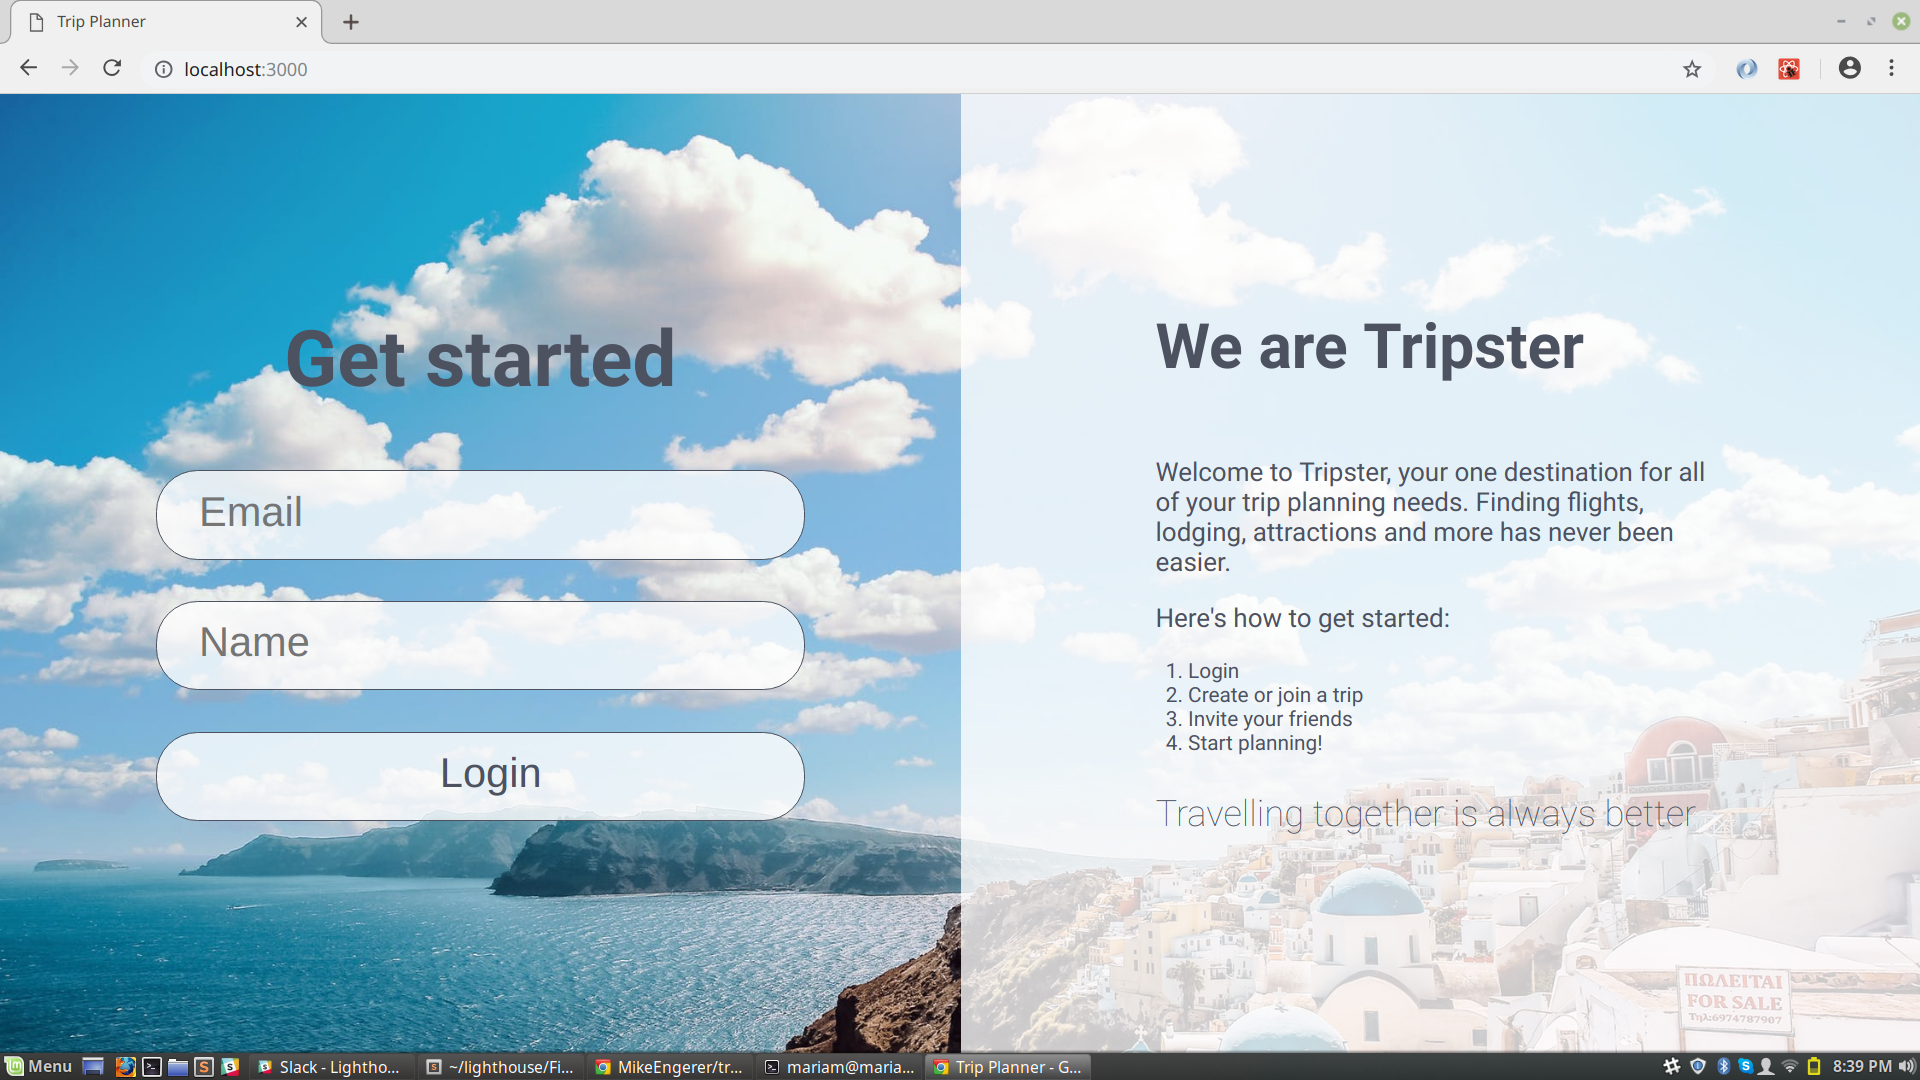 Trip Planner
localhost:3000
Get started
Email
Name
Login
We are Tripster
Welcome to Tripster, your one destination for all
of your trip planning needs. Finding flights,
lodging, attractions and more has never been
easier.
Here's how to get started:
1. Login
2. Create or join a trip
3. Invite your friends
4. Start planning!
Travelling together is always better
ΠΩΛΕΙΤΑΙ
FOR SALE
Τηλ:6974787907
Menu
Slack - Lightho...
~/lighthouse/Fi...
MikeEngerer/tr...
mariam@maria...
Trip Planner - G...
8:39 PM